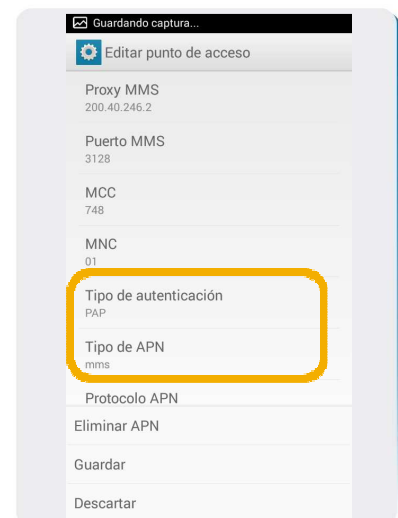 Guardando captura...
Editar punto de acceso
Proxy MMS
200.40.246.2
Puerto MMS
3128
MCC
748
MNC
01
Tipo de autenticación
PAP
Tipo de APN
mms
Protocolo APN
Eliminar APN
Guardar
Descartar